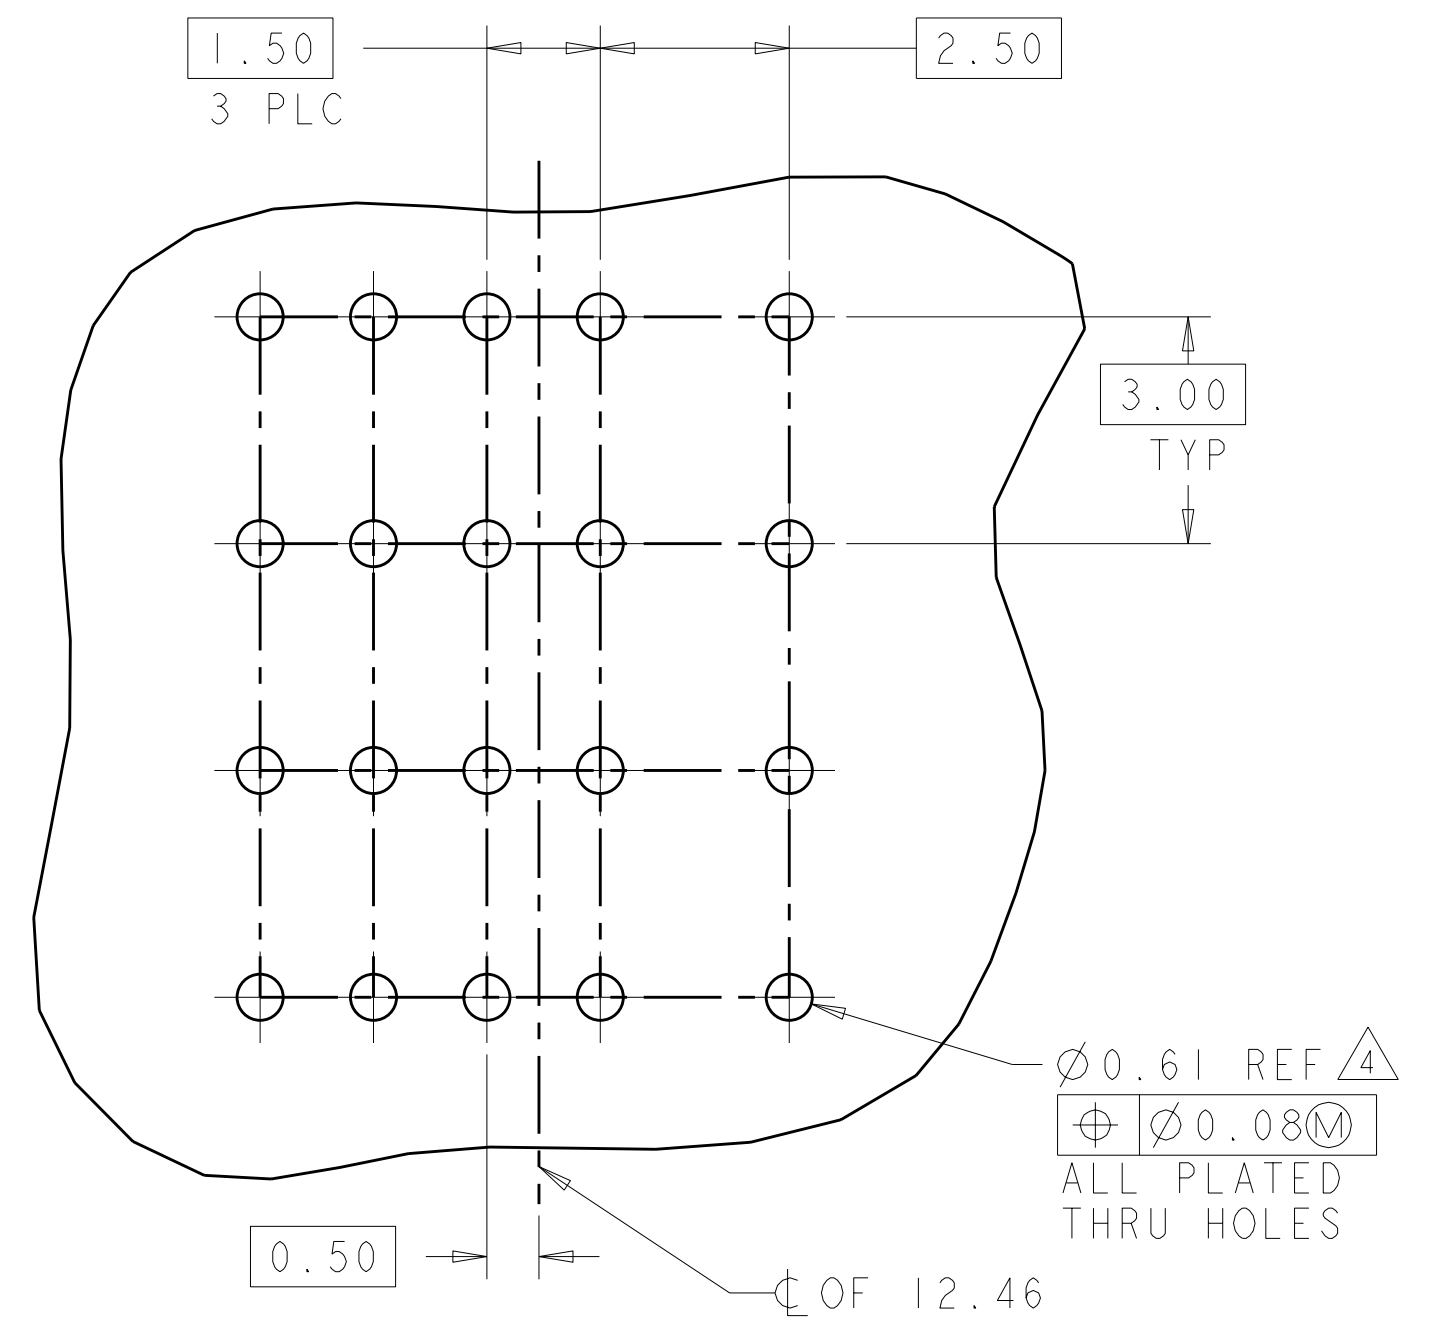 1.50
2.50
3 PLC
3.00
TYP
Ø0.61 REF 4
⌖ Ø0.08Ⓜ
ALL PLATED
THRU HOLES
0.50
℄ OF 12.46